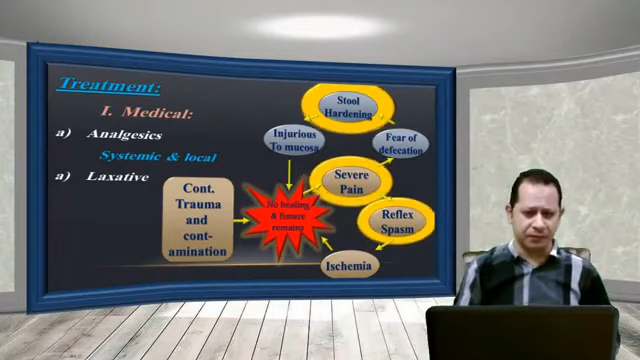 Treatment:
I. Medical:
a) Analgesics
Systemic & local
a) Laxative
Stool
Hardening
Injurious
To mucosa
Fear of
defecation
Severe
Pain
Cont.
Trauma
and
cont-
amination
No healing
& fissure
remains
Reflex
Spasm
Ischemia